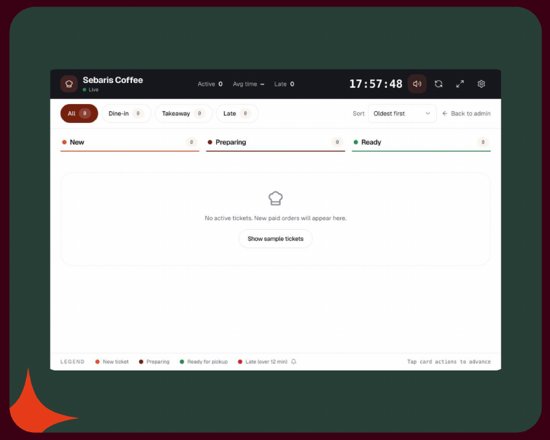 Sebaris Coffee
Live
Active 0 Avg time – Late 0
17:57:48
All 0 Dine-in 0 Takeaway 0 Late 0
Sort Oldest first
← Back to admin
New 0
Preparing 0
Ready 0
No active tickets. New paid orders will appear here.
Show sample tickets
LEGEND New ticket Preparing Ready for pickup Late (over 12 min)
Tap card actions to advance